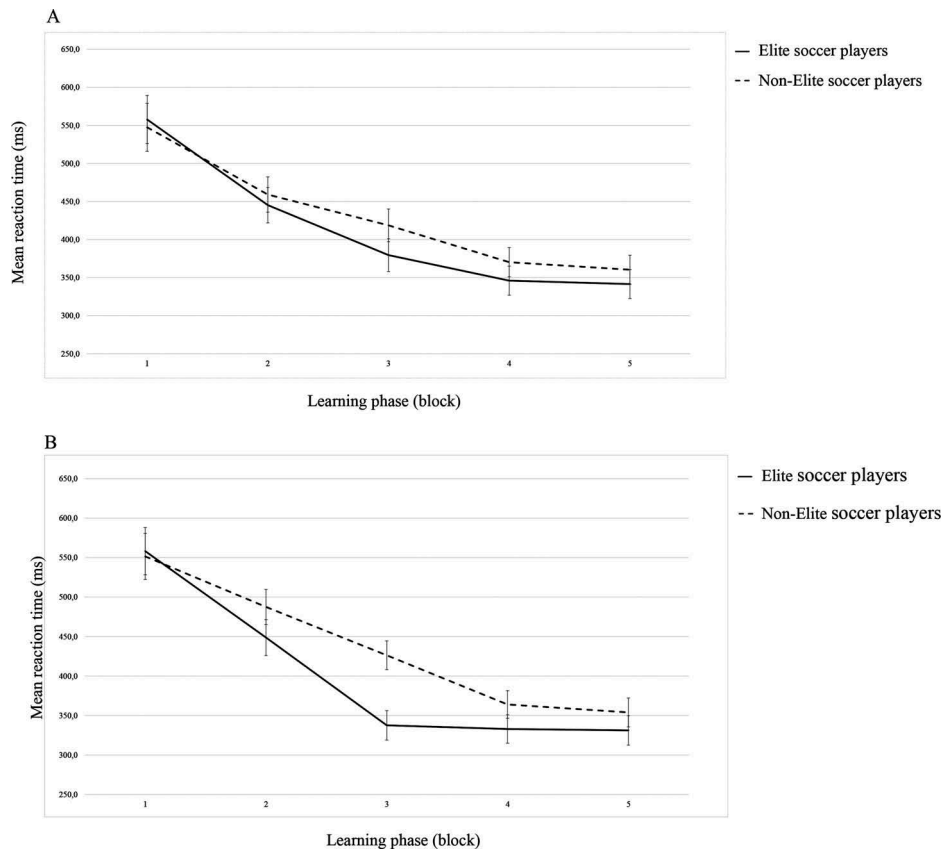 A
650,0
600,0
550,0
500,0
450,0
400,0
350,0
300,0
250,0
Mean reaction time (ms)
1 2 3 4 5
Learning phase (block)
Elite soccer players
Non-Elite soccer players
B
650,0
600,0
550,0
500,0
450,0
400,0
350,0
300,0
250,0
Mean reaction time (ms)
1 2 3 4 5
Learning phase (block)
Elite soccer players
Non-Elite soccer players